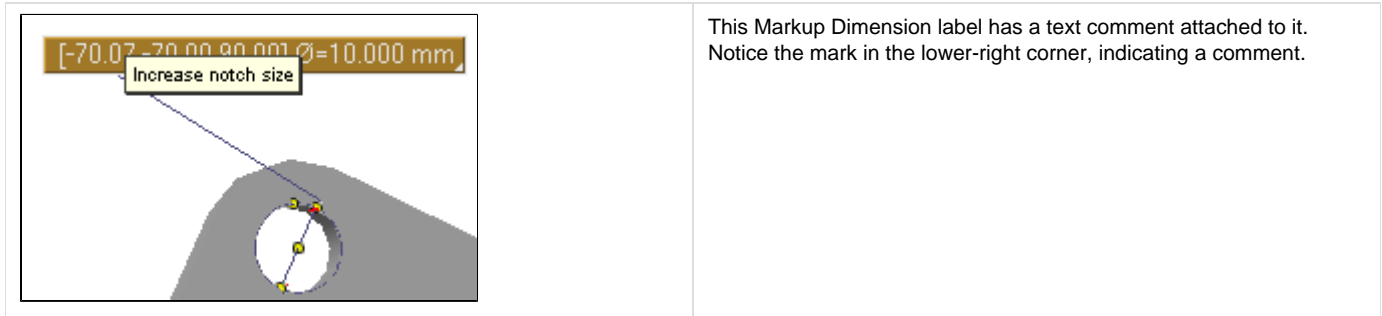 [-70.07,-70.00,90.00] Ø=10.000 mm
Increase notch size
This Markup Dimension label has a text comment attached to it.
Notice the mark in the lower-right corner, indicating a comment.